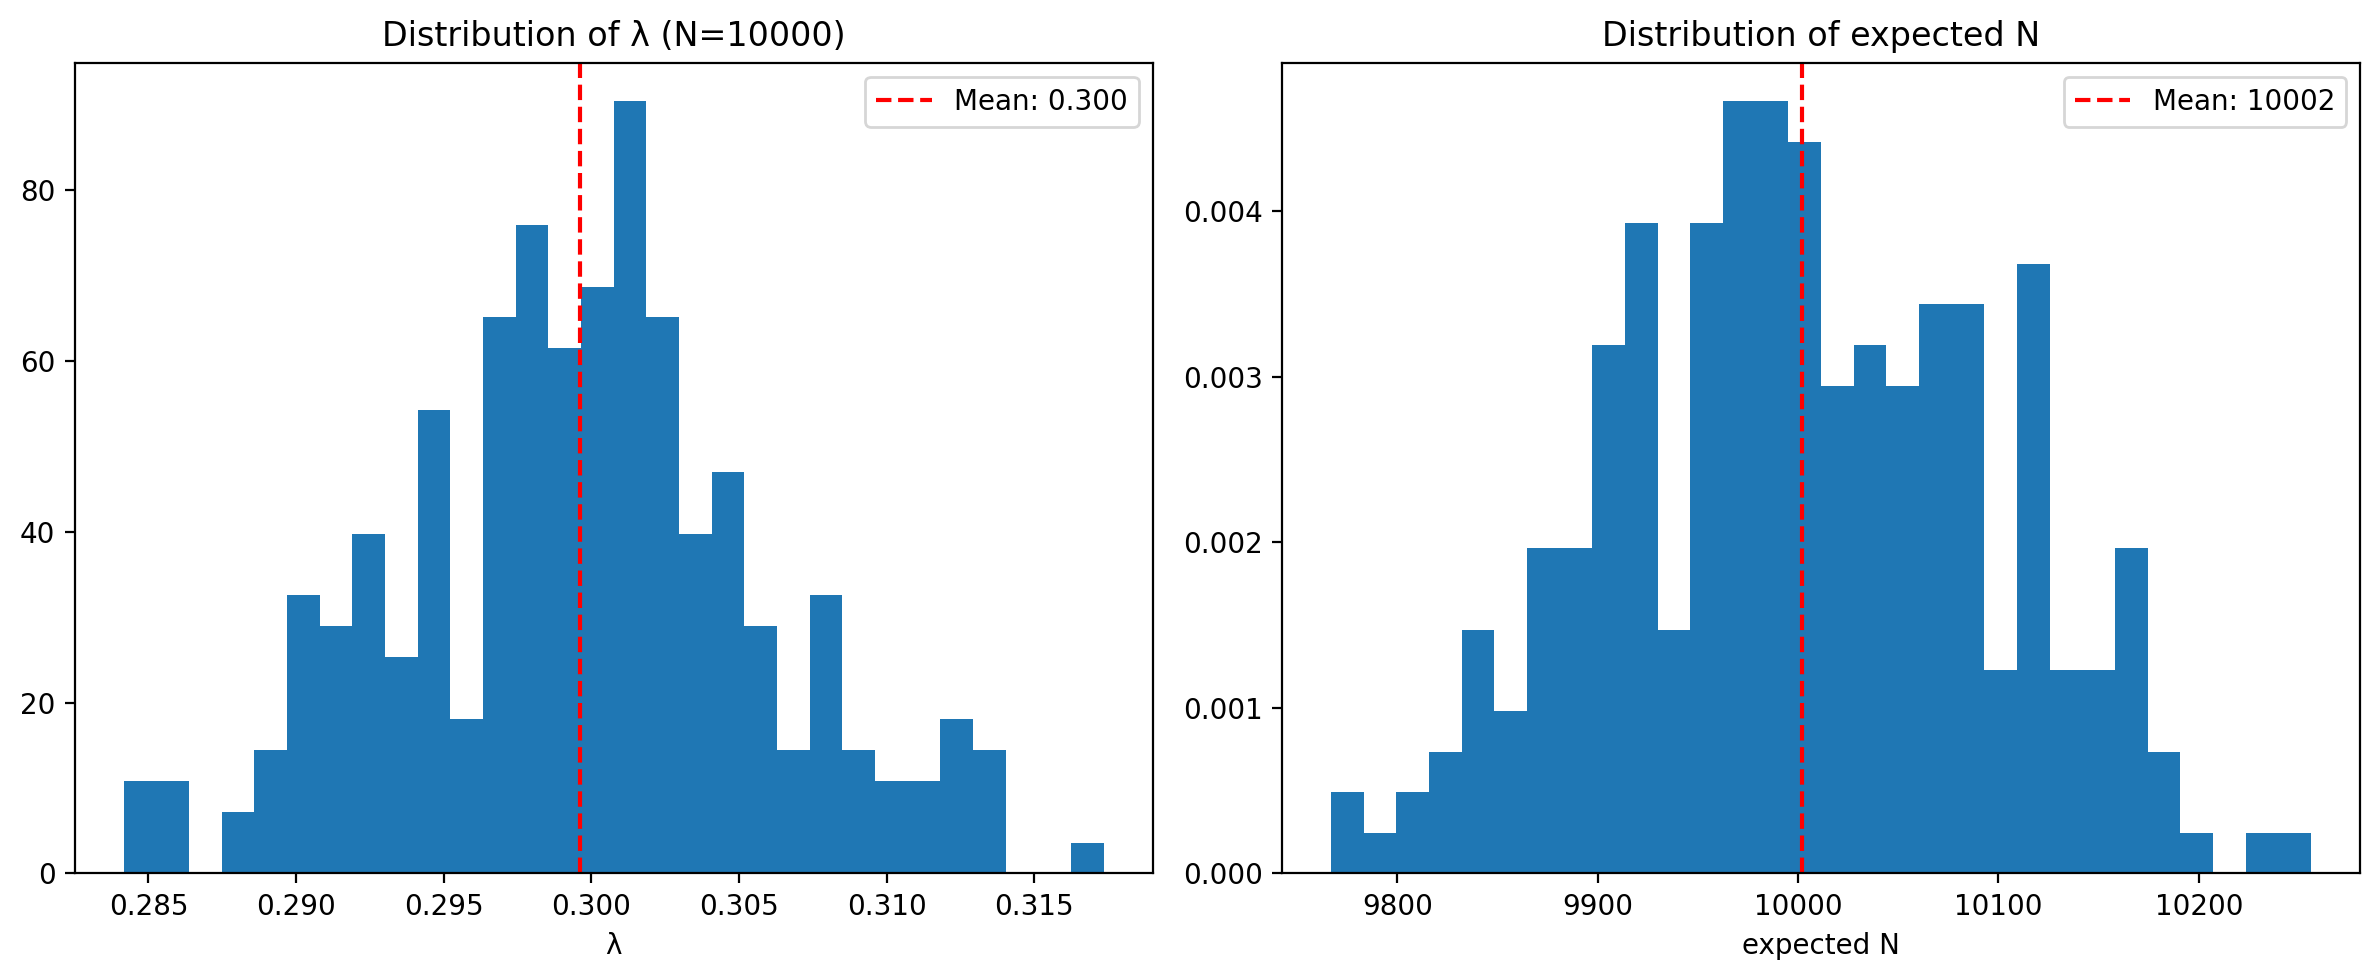 Distribution of λ (N=10000)
Mean: 0.300
80
60
40
20
0
0.285 0.290 0.295 0.300 0.305 0.310 0.315
λ
Distribution of expected N
Mean: 10002
0.004
0.003
0.002
0.001
0.000
9800 9900 10000 10100 10200
expected N